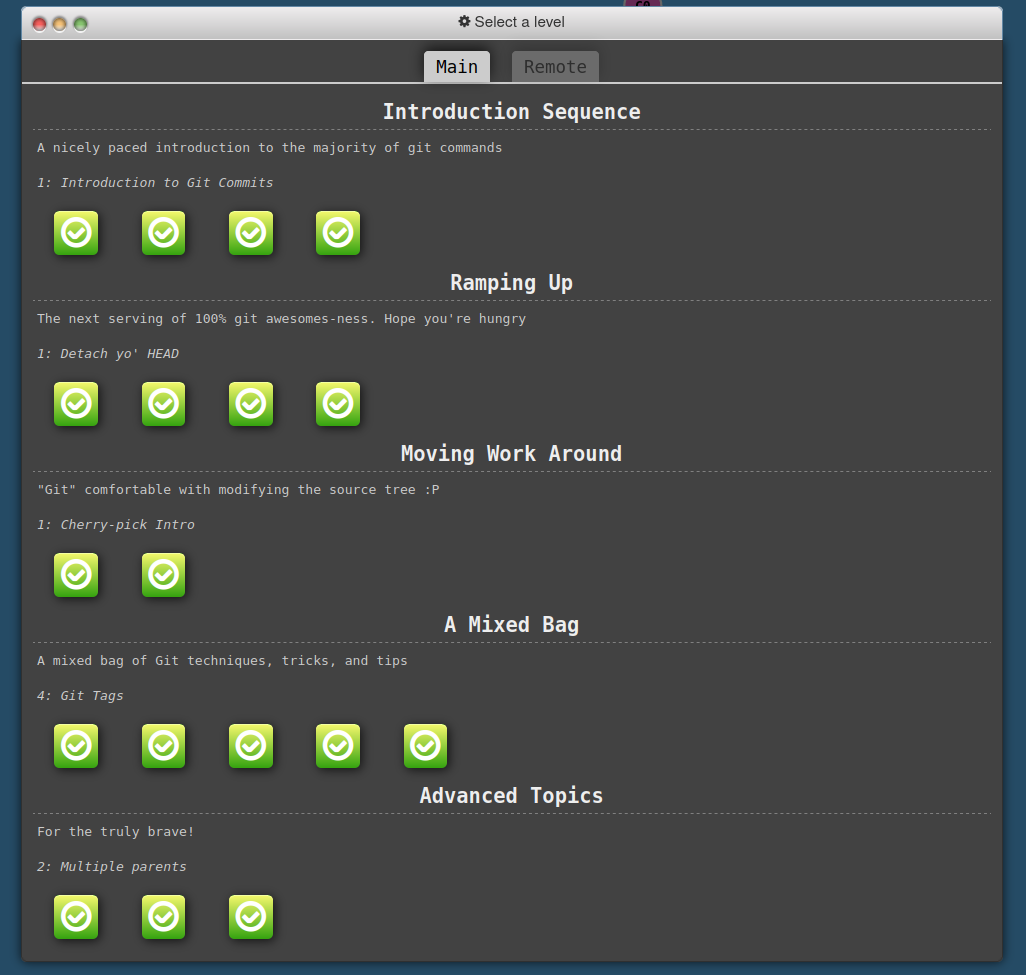 Select a level
Main Remote
Introduction Sequence
A nicely paced introduction to the majority of git commands
1: Introduction to Git Commits
Ramping Up
The next serving of 100% git awesomes-ness. Hope you're hungry
1: Detach yo' HEAD
Moving Work Around
"Git" comfortable with modifying the source tree :P
1: Cherry-pick Intro
A Mixed Bag
A mixed bag of Git techniques, tricks, and tips
4: Git Tags
Advanced Topics
For the truly brave!
2: Multiple parents